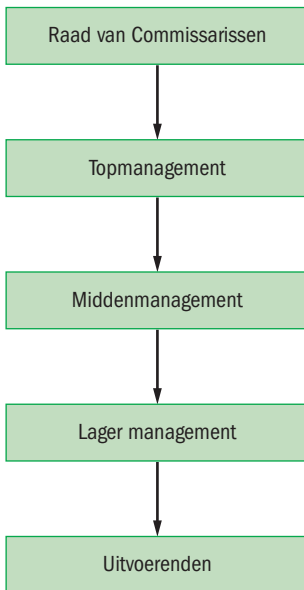 Raad van Commissarissen
Topmanagement
Middenmanagement
Lager management
Uitvoerenden